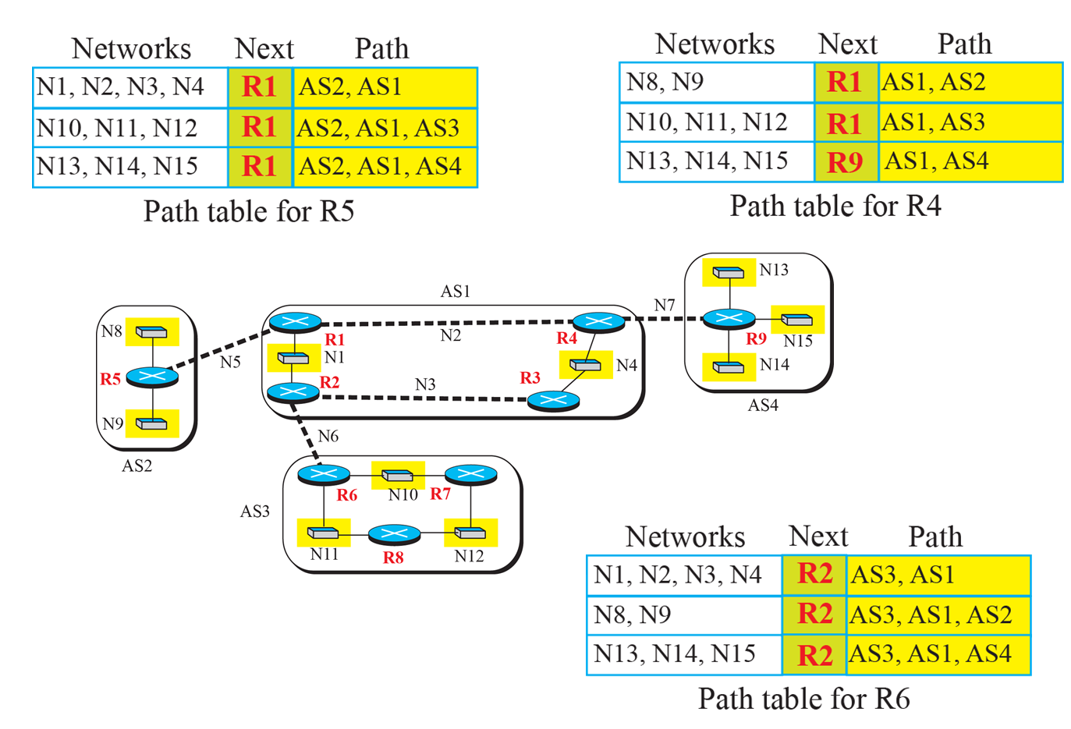 Networks Next Path
N1, N2, N3, N4 R1 AS2, AS1
N10, N11, N12 R1 AS2, AS1, AS3
N13, N14, N15 R1 AS2, AS1, AS4
Path table for R5
Networks Next Path
N8, N9 R1 AS1, AS2
N10, N11, N12 R1 AS1, AS3
N13, N14, N15 R9 AS1, AS4
Path table for R4
N8
R5
N9
AS2
N5
AS1
R1
N2
R4
N1
R2
N3
R3
N4
N7
N13
R9
N15
N14
AS4
N6
AS3
R6
N10
R7
N11
R8
N12
Networks Next Path
N1, N2, N3, N4 R2 AS3, AS1
N8, N9 R2 AS3, AS1, AS2
N13, N14, N15 R2 AS3, AS1, AS4
Path table for R6